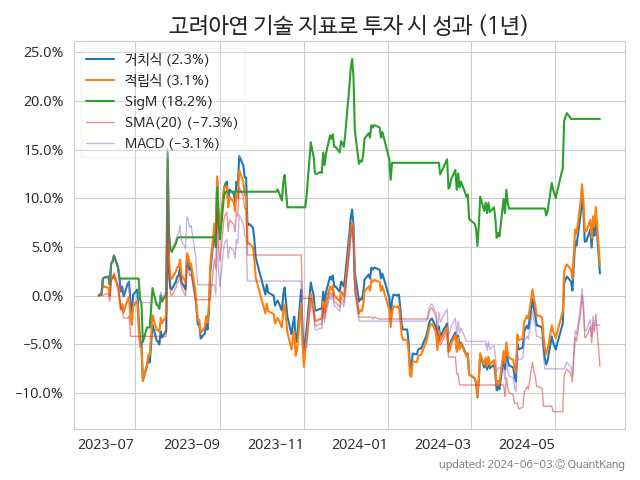 고려아연 기술 지표로 투자 시 성과 (1년)
25.0%
20.0%
15.0%
10.0%
5.0%
0.0%
−5.0%
−10.0%
거치식 (2.3%)
적립식 (3.1%)
SigM (18.2%)
SMA(20) (−7.3%)
MACD (−3.1%)
2023-07 2023-09 2023-11 2024-01 2024-03 2024-05
updated: 2024-06-03 © QuantKang